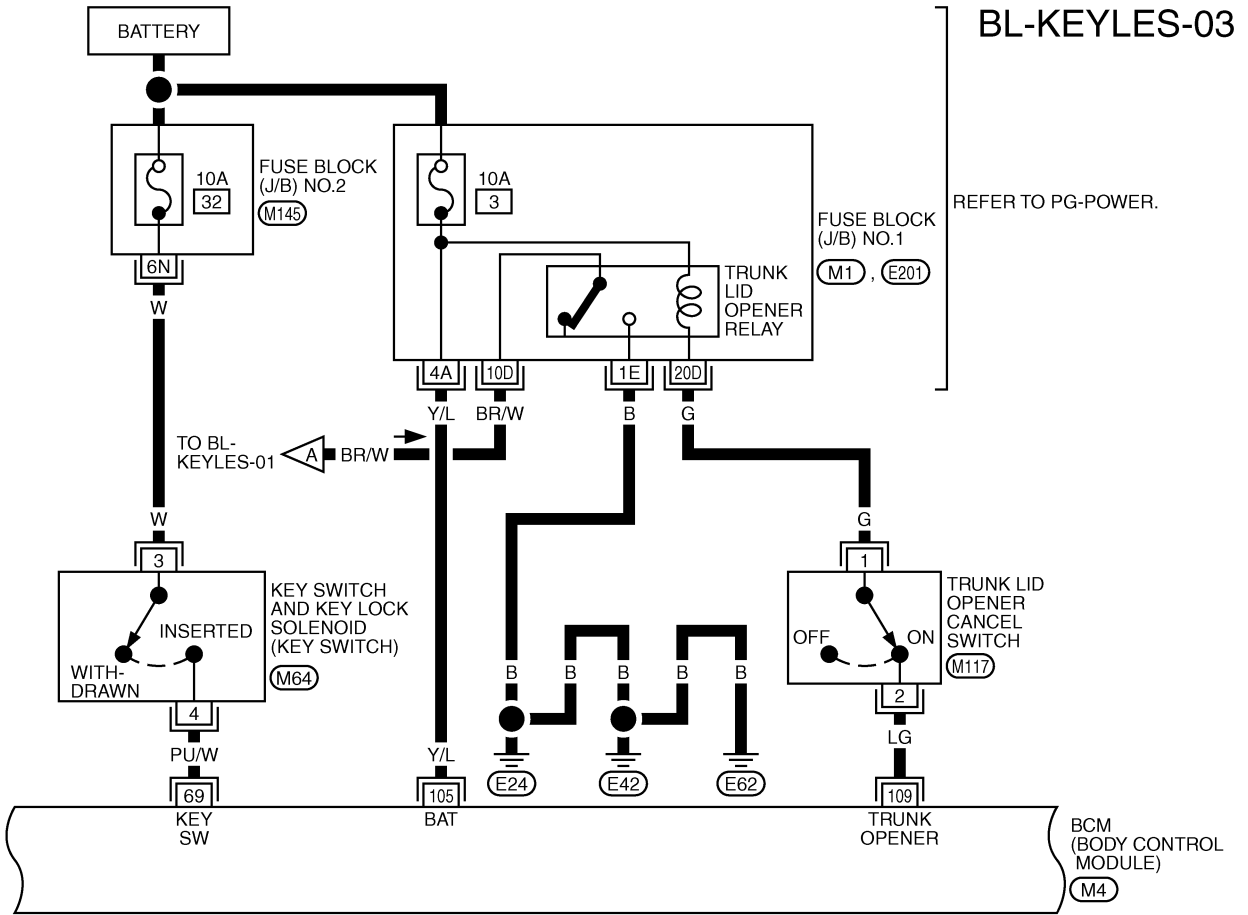 BL-KEYLES-03
BATTERY
FUSE BLOCK
(J/B) NO.2
M145
10A
32
10A
3
REFER TO PG-POWER.
FUSE BLOCK
(J/B) NO.1
M1 , E201
TRUNK
LID
OPENER
RELAY
6N
4A
10D
1E
20D
W
Y/L
BR/W
B
G
TO BL-
KEYLES-01
A
BR/W
W
G
3
1
KEY SWITCH
AND KEY LOCK
SOLENOID
(KEY SWITCH)
M64
INSERTED
WITH-
DRAWN
TRUNK LID
OPENER
CANCEL
SWITCH
M117
OFF
ON
B
B
B
B
B
4
2
PU/W
Y/L
LG
E24
E42
E62
69
105
109
KEY
SW
BAT
TRUNK
OPENER
BCM
(BODY CONTROL
MODULE)
M4